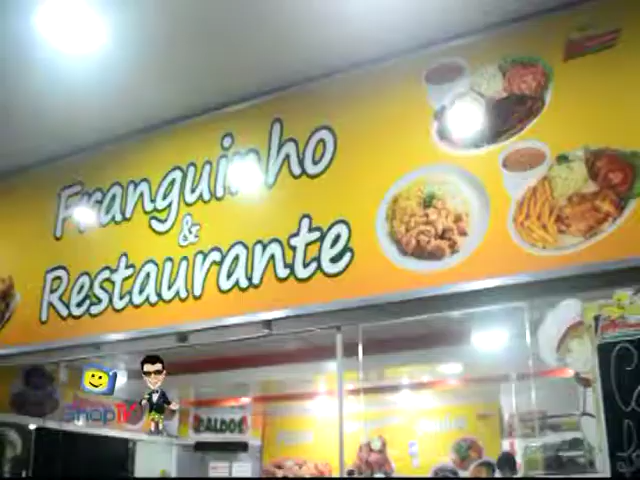 Franguinho
&
Restaurante
ShopTV
CALDOS